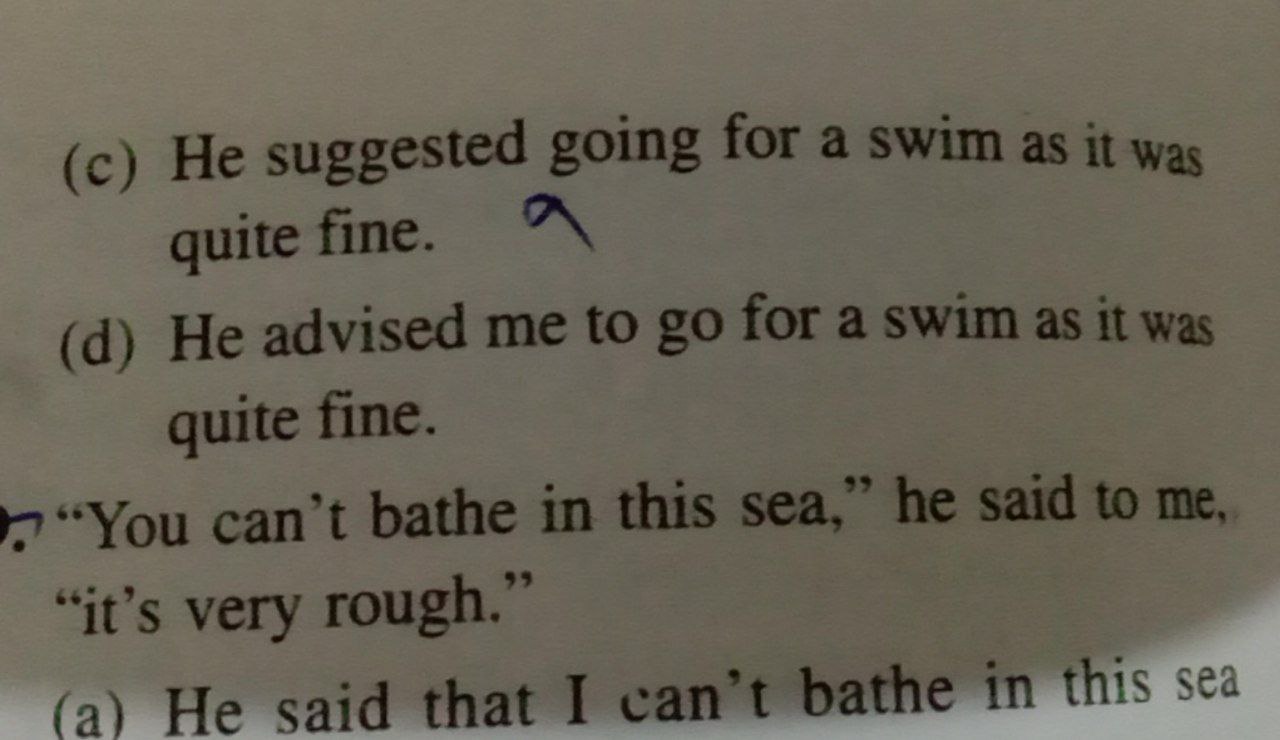 (c) He suggested going for a swim as it was
quite fine.
(d) He advised me to go for a swim as it was
quite fine.
“You can’t bathe in this sea,” he said to me,
“it’s very rough.”
(a) He said that I can’t bathe in this sea